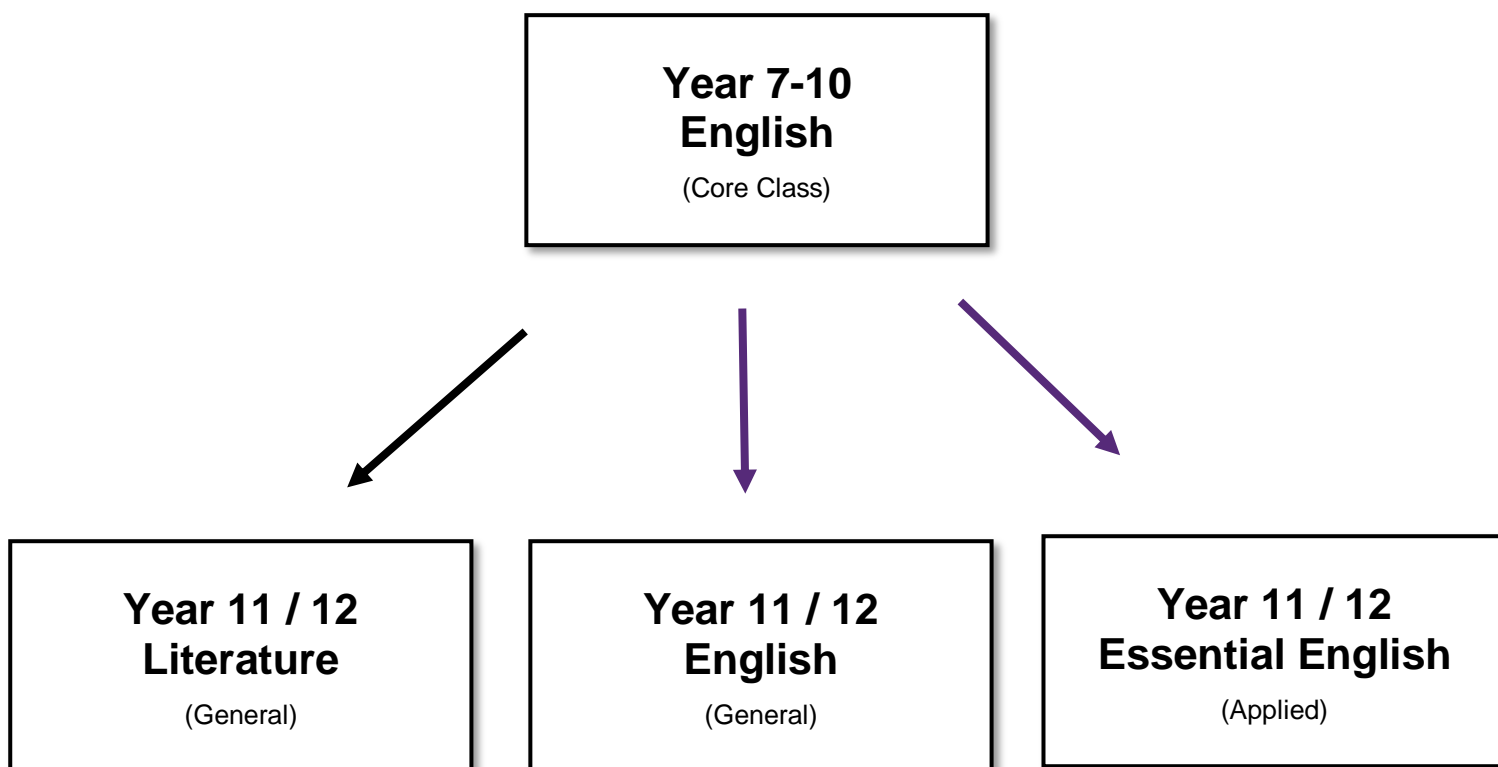 Year 7-10
English
(Core Class)
Year 11 / 12
Literature
(General)
Year 11 / 12
English
(General)
Year 11 / 12
Essential English
(Applied)